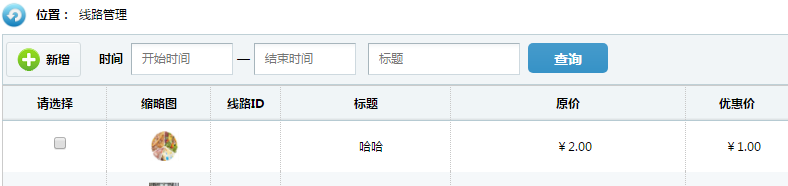 位置： 线路管理
新增 时间 开始时间 — 结束时间 标题 查询
请选择 缩略图 线路ID 标题 原价 优惠价
哈哈 ￥2.00 ￥1.00